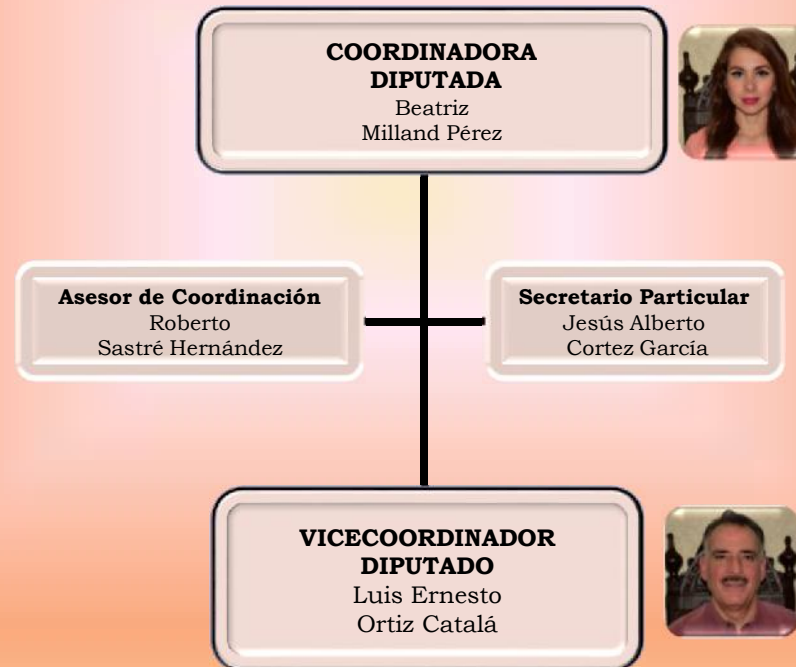 COORDINADORA
DIPUTADA
Beatriz
Milland Pérez
Asesor de Coordinación
Roberto
Sastré Hernández
Secretario Particular
Jesús Alberto
Cortez García
VICECOORDINADOR
DIPUTADO
Luis Ernesto
Ortiz Catalá